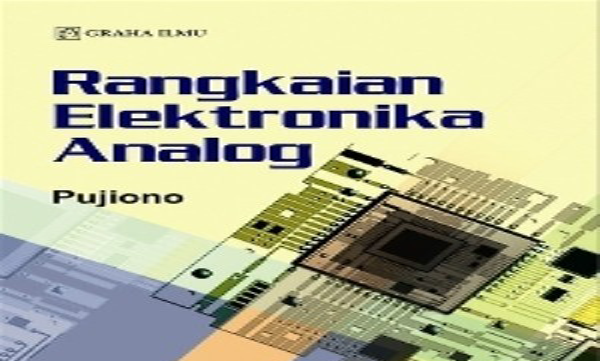 GRAHA ILMU
Rangkaian
Elektronika
Analog
Pujiono